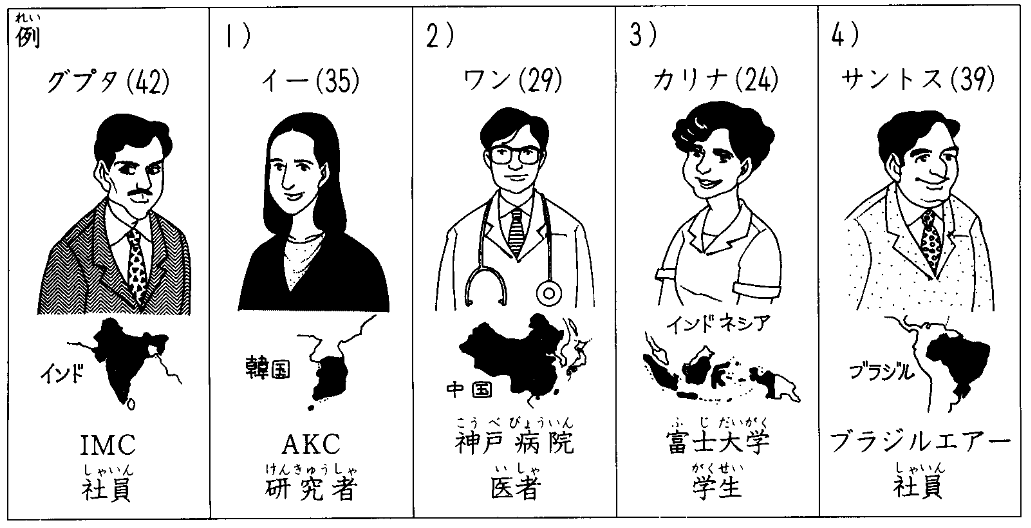 れい
例
グプタ(42)
インド
IMC
しゃいん
社員
1)
イー(35)
韓国
AKC
けんきゅうしゃ
研究者
2)
ワン(29)
中国
こうべびょういん
神戸病院
いしゃ
医者
3)
カリナ(24)
インドネシア
ふじだいがく
富士大学
がくせい
学生
4)
サントス(39)
ブラジル
ブラジルエアー
しゃいん
社員